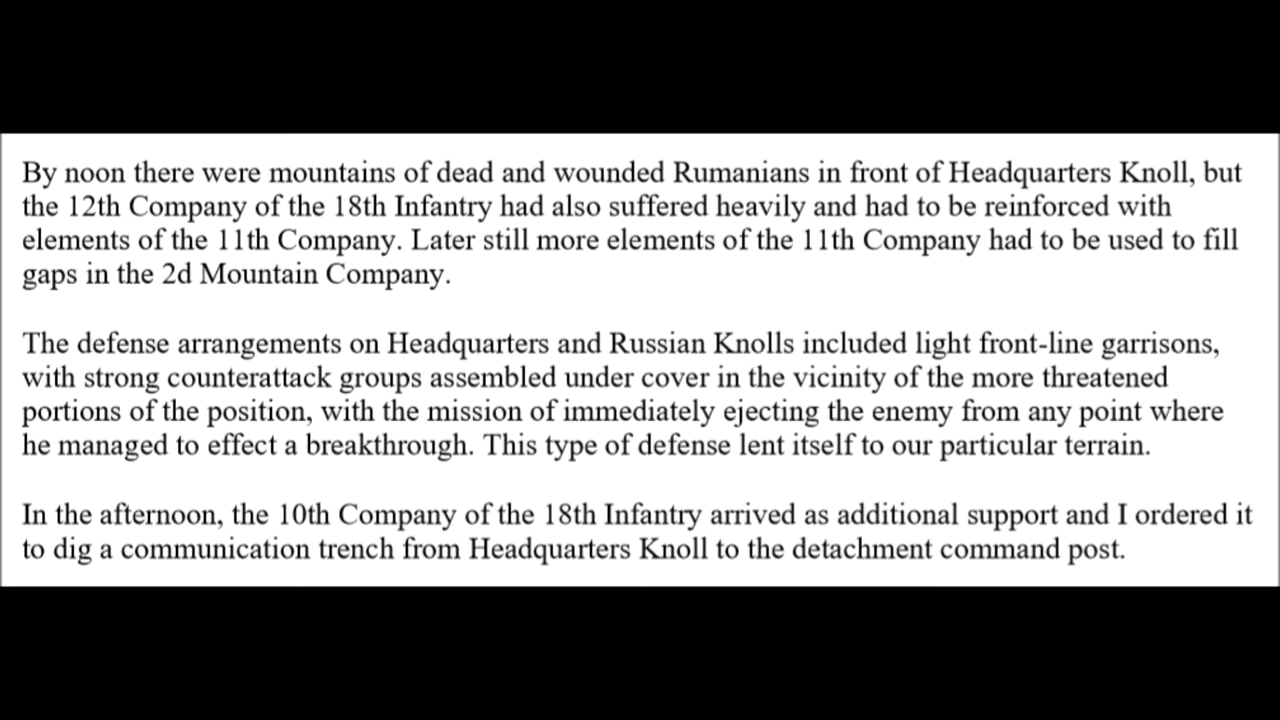 By noon there were mountains of dead and wounded Rumanians in front of Headquarters Knoll, but
the 12th Company of the 18th Infantry had also suffered heavily and had to be reinforced with
elements of the 11th Company. Later still more elements of the 11th Company had to be used to fill
gaps in the 2d Mountain Company.
The defense arrangements on Headquarters and Russian Knolls included light front-line garrisons,
with strong counterattack groups assembled under cover in the vicinity of the more threatened
portions of the position, with the mission of immediately ejecting the enemy from any point where
he managed to effect a breakthrough. This type of defense lent itself to our particular terrain.
In the afternoon, the 10th Company of the 18th Infantry arrived as additional support and I ordered it
to dig a communication trench from Headquarters Knoll to the detachment command post.